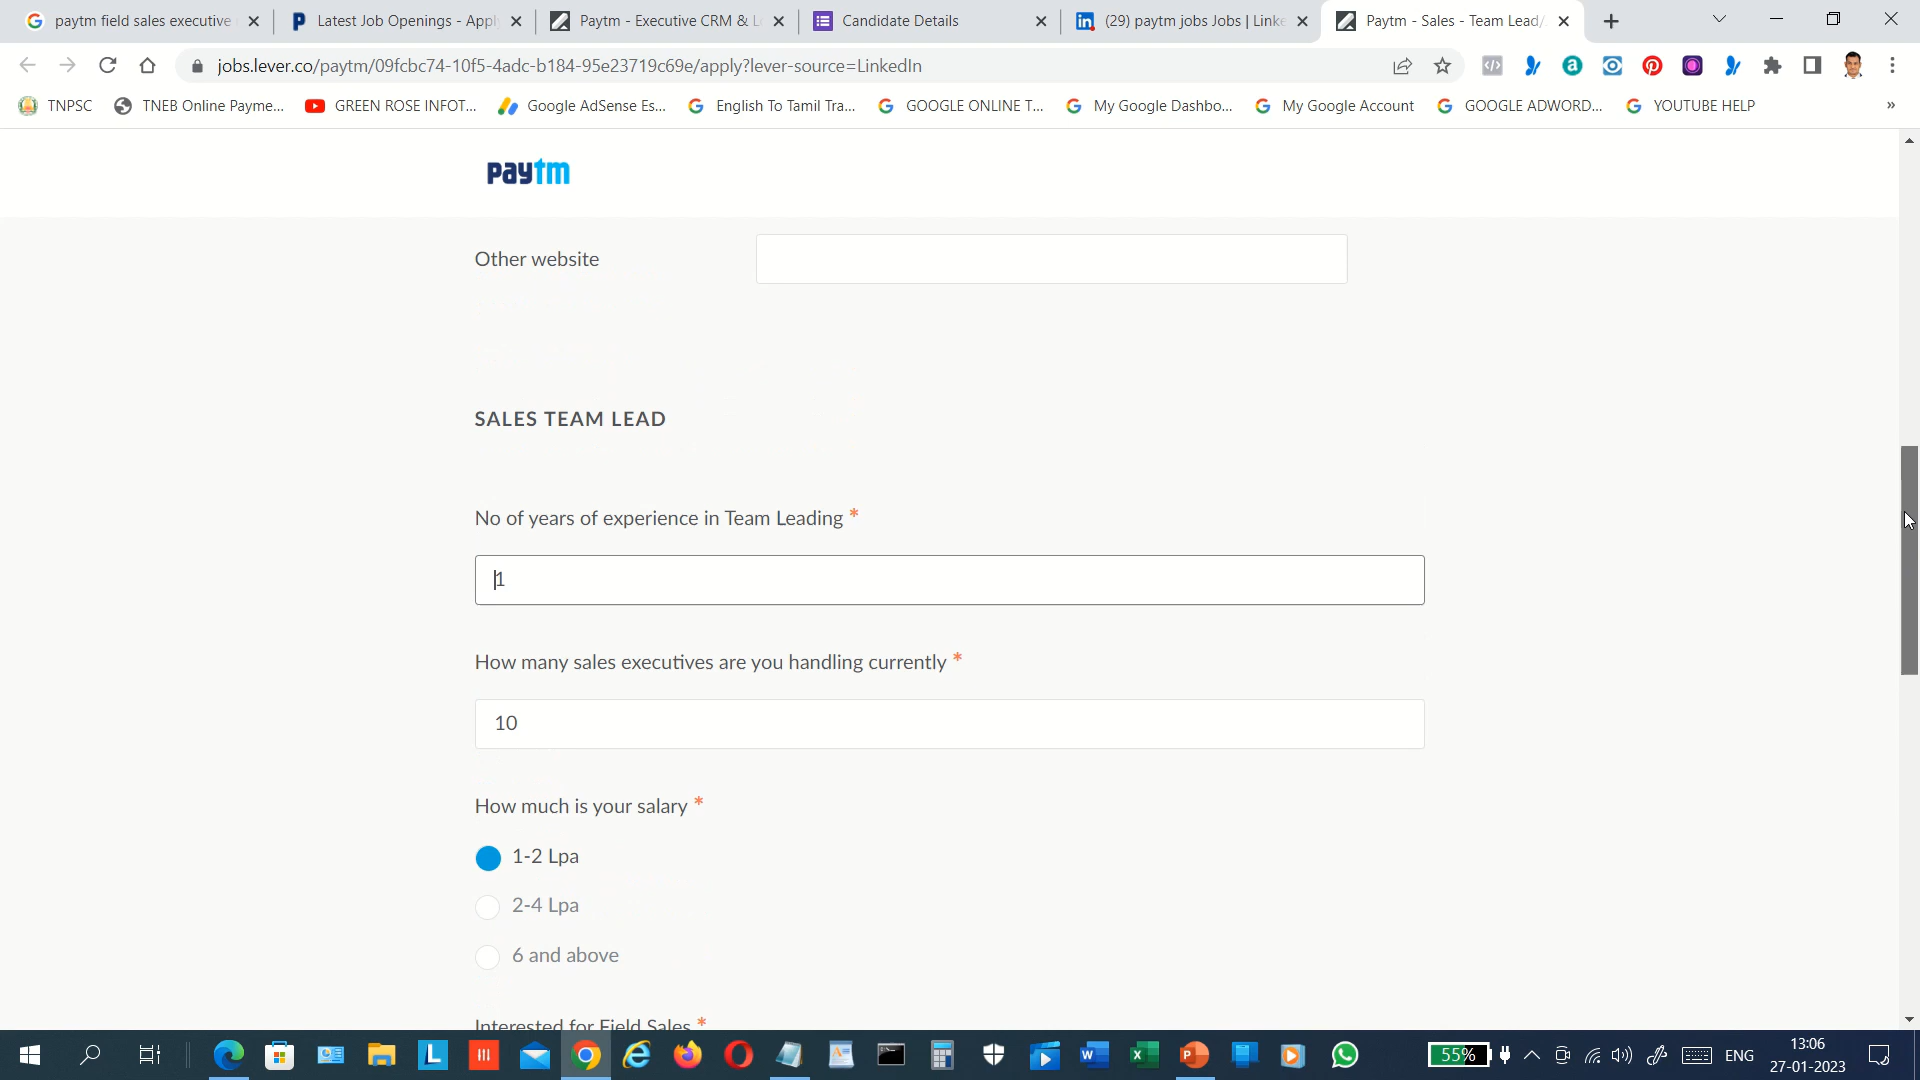 paytm field sales executive
Latest Job Openings - Appl
Paytm - Executive CRM & L
Candidate Details
(29) paytm jobs Jobs | Linke
Paytm - Sales - Team Lead/
jobs.lever.co/paytm/09fcbc74-10f5-4adc-b184-95e23719c69e/apply?lever-source=LinkedIn
TNPSC
TNEB Online Payme...
GREEN ROSE INFOT...
Google AdSense Es...
English To Tamil Tra...
GOOGLE ONLINE T...
My Google Dashbo...
My Google Account
GOOGLE ADWORD...
YOUTUBE HELP
»
paytm
Other website
SALES TEAM LEAD
No of years of experience in Team Leading *
1
How many sales executives are you handling currently *
10
How much is your salary *
1-2 Lpa
2-4 Lpa
6 and above
Interested for Field Sales *
55%
ENG
13:06
27-01-2023